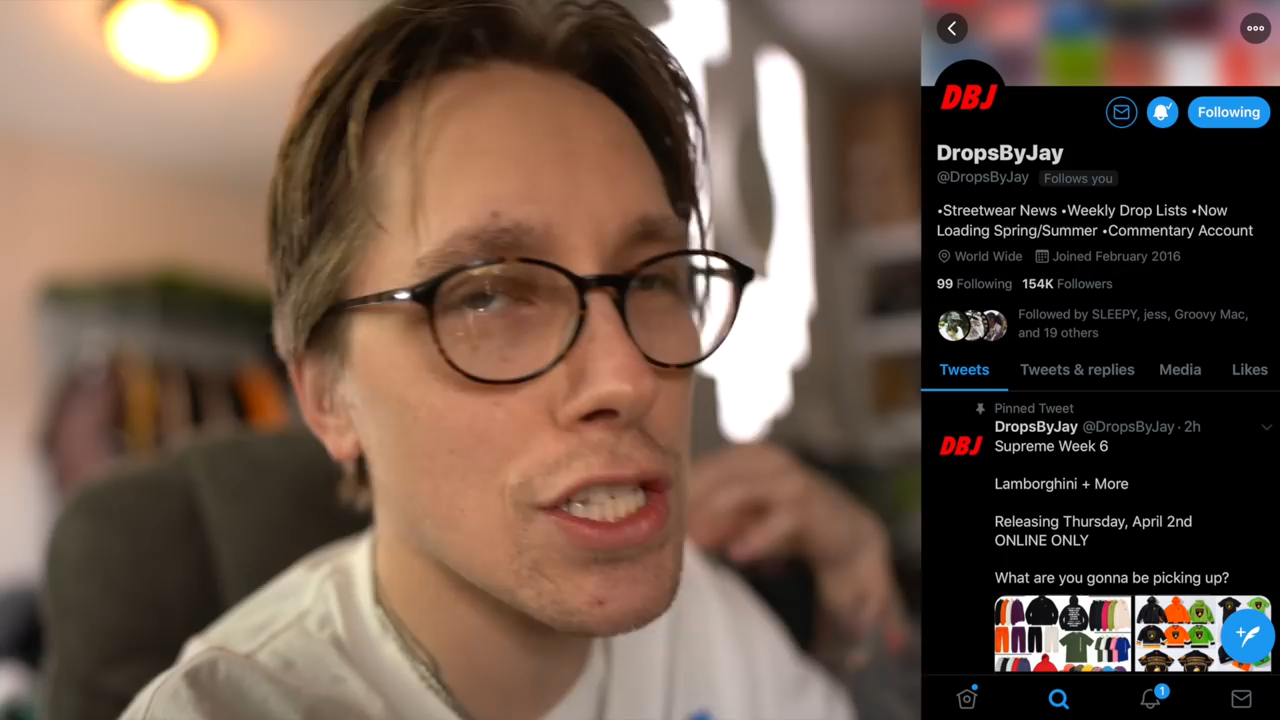 DBJ
Following
DropsByJay
@DropsByJay Follows you
•Streetwear News •Weekly Drop Lists •Now
Loading Spring/Summer •Commentary Account
World Wide Joined February 2016
99 Following 154K Followers
Followed by SLEEPY, jess, Groovy Mac,
and 19 others
Tweets Tweets & replies Media Likes
Pinned Tweet
DropsByJay @DropsByJay · 2h
DBJ
Supreme Week 6
Lamborghini + More
Releasing Thursday, April 2nd
ONLINE ONLY
What are you gonna be picking up?
1